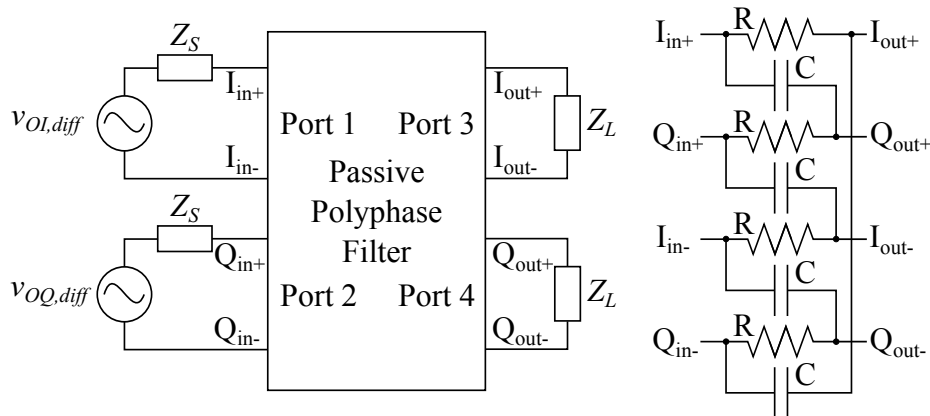 Z_S
I_in+
v_OI,diff
I_in-
Z_S
Q_in+
v_OQ,diff
Q_in-
Port 1
Port 3
Passive
Polyphase
Filter
Port 2
Port 4
I_out+
Z_L
I_out-
Q_out+
Z_L
Q_out-
I_in+ R I_out+
C
Q_in+ R Q_out+
C
I_in- R I_out-
C
Q_in- R Q_out-
C